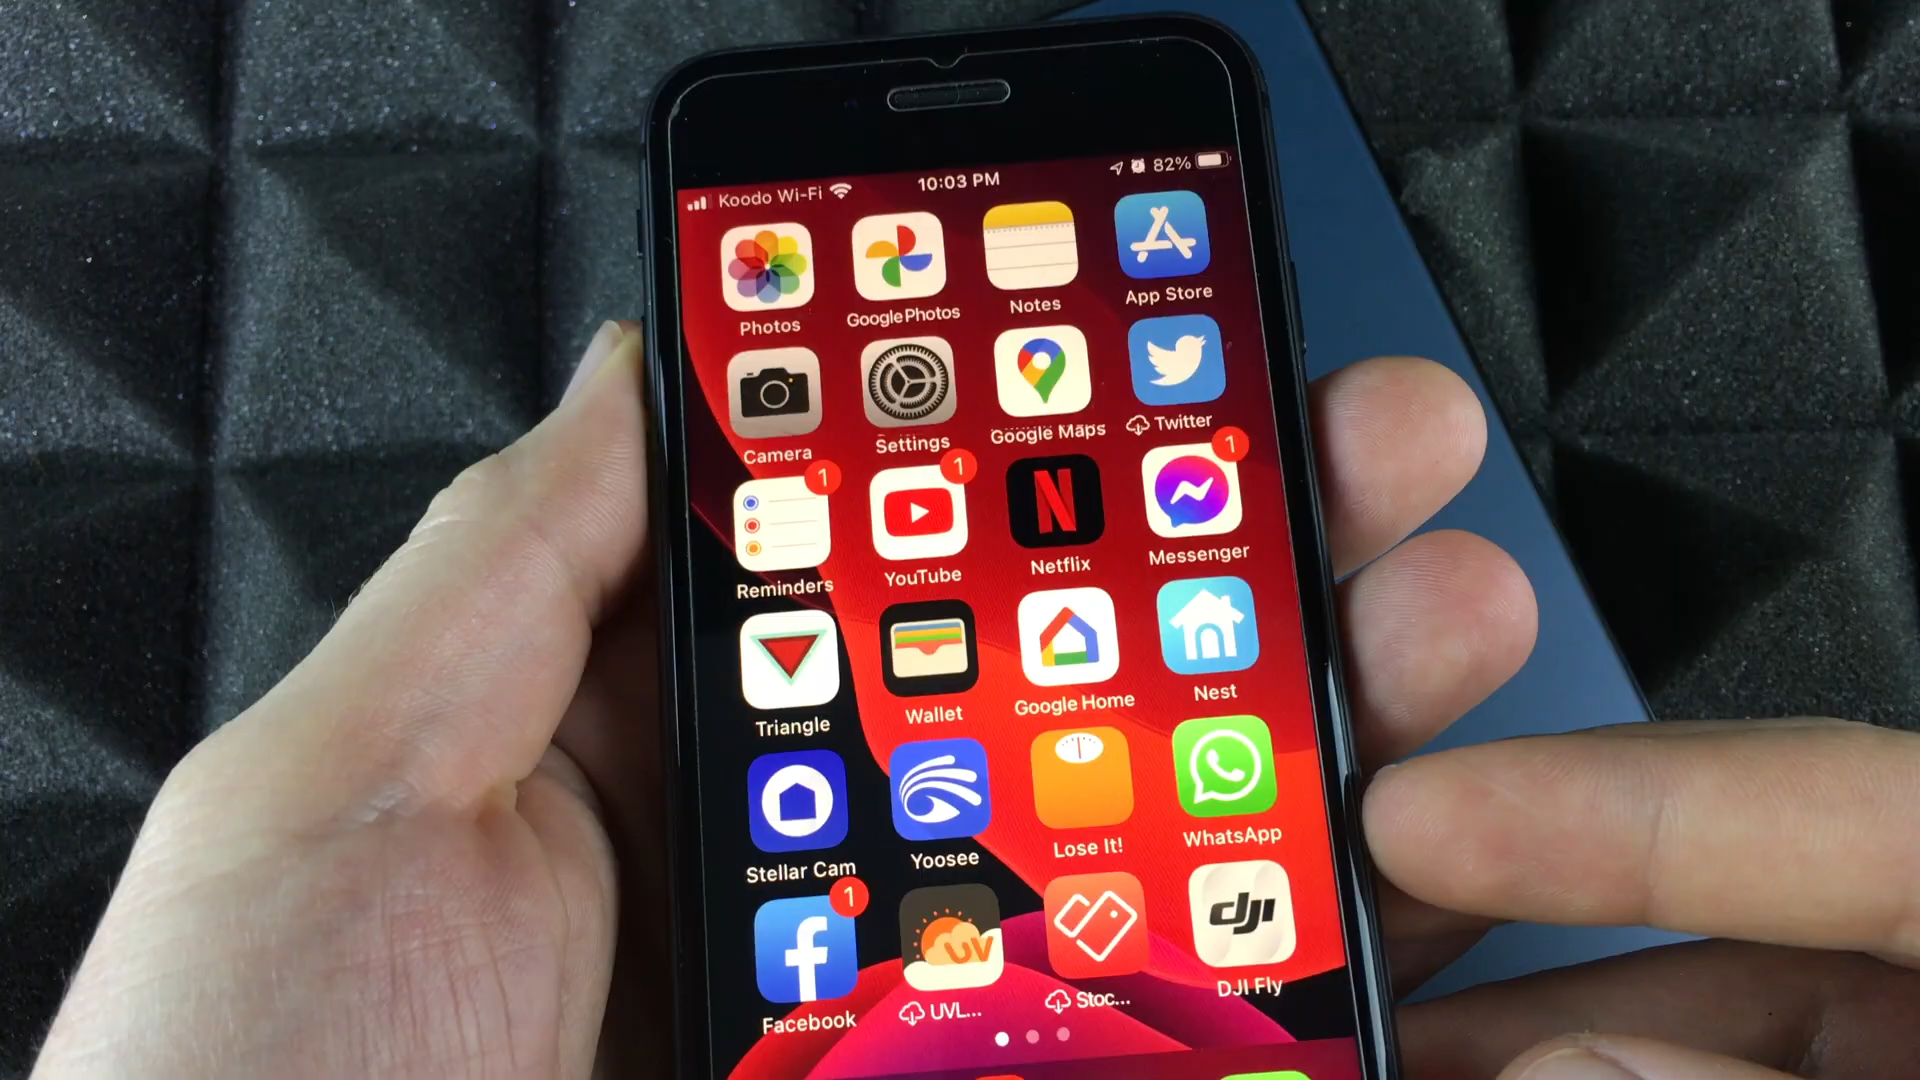 Koodo Wi-Fi 10:03 PM 82%
Photos Google Photos Notes App Store
Camera Settings Google Maps Twitter
1 1 N 1
Reminders YouTube Netflix Messenger
Triangle Wallet Google Home Nest
Stellar Cam Yoosee Lose It! WhatsApp
1 f UV dji
Facebook UVL... Stoc... DJI Fly